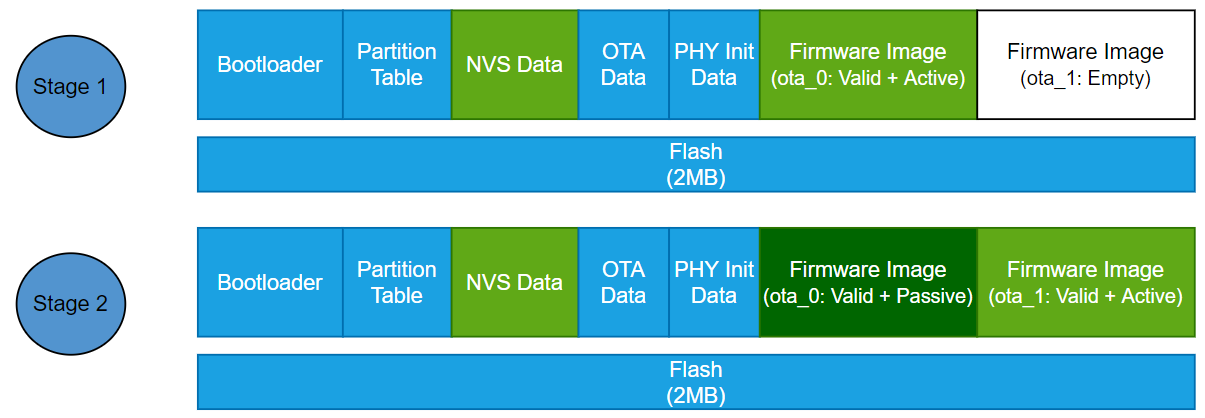 Stage 1
Bootloader
Partition
Table
NVS Data
OTA
Data
PHY Init
Data
Firmware Image
(ota_0: Valid + Active)
Firmware Image
(ota_1: Empty)
Flash
(2MB)
Stage 2
Bootloader
Partition
Table
NVS Data
OTA
Data
PHY Init
Data
Firmware Image
(ota_0: Valid + Passive)
Firmware Image
(ota_1: Valid + Active)
Flash
(2MB)